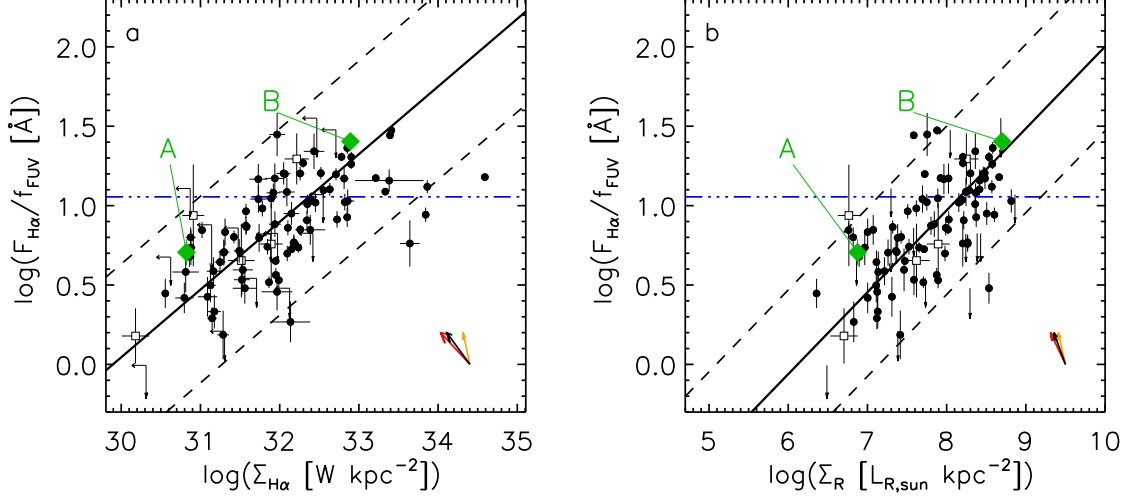 a
b
2.0
1.5
1.0
0.5
0.0
log(F_Hα/f_FUV [Å])
A
B
30 31 32 33 34 35
log(Σ_Hα [W kpc⁻²])
2.0
1.5
1.0
0.5
0.0
log(F_Hα/f_FUV [Å])
A
B
5 6 7 8 9 10
log(Σ_R [L_R,sun kpc⁻²])